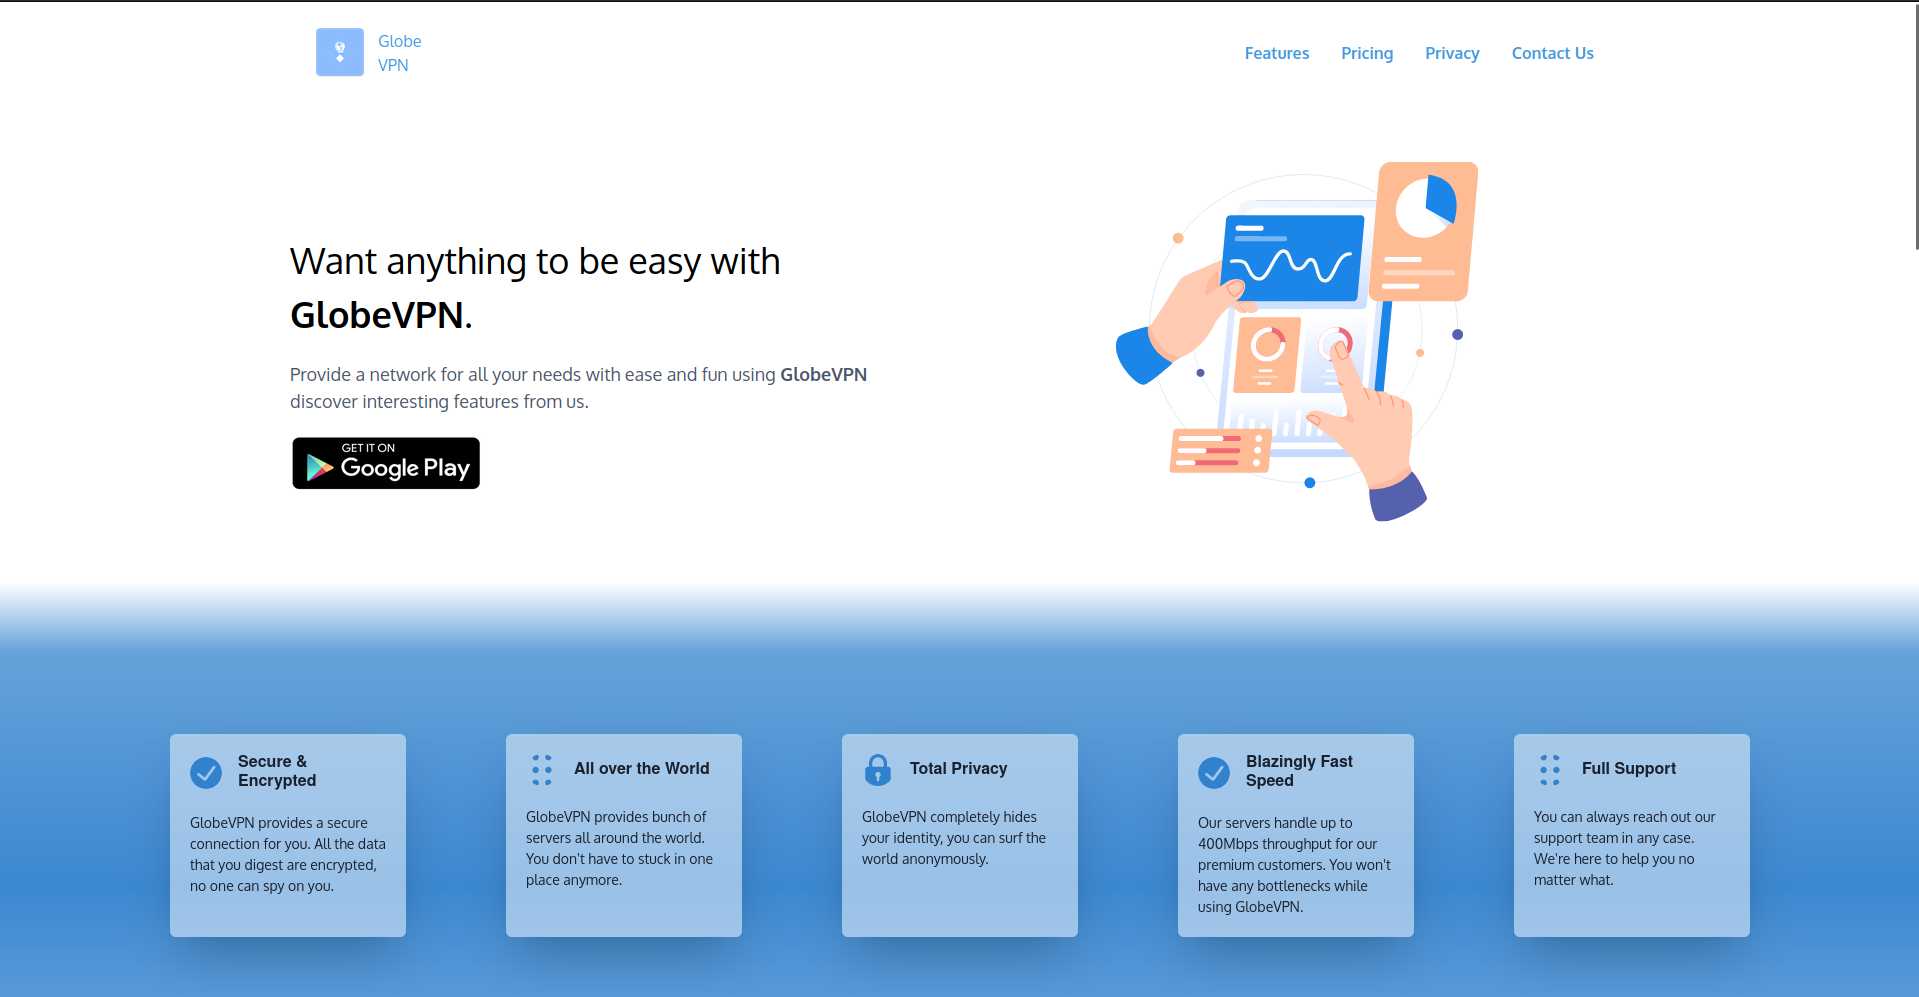 Globe
VPN
Features Pricing Privacy Contact Us
Want anything to be easy with
GlobeVPN.
Provide a network for all your needs with ease and fun using GlobeVPN
discover interesting features from us.
GET IT ON
Google Play
Secure &
Encrypted
GlobeVPN provides a secure
connection for you. All the data
that you digest are encrypted,
no one can spy on you.
All over the World
GlobeVPN provides bunch of
servers all around the world.
You don't have to stuck in one
place anymore.
Total Privacy
GlobeVPN completely hides
your identity, you can surf the
world anonymously.
Blazingly Fast
Speed
Our servers handle up to
400Mbps throughput for our
premium customers. You won't
have any bottlenecks while
using GlobeVPN.
Full Support
You can always reach out our
support team in any case.
We're here to help you no
matter what.